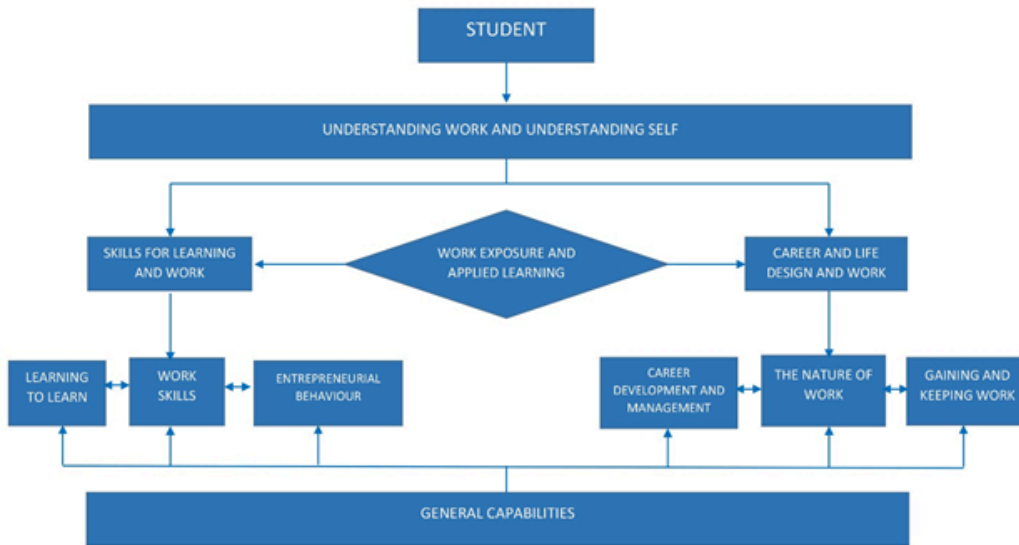 STUDENT
UNDERSTANDING WORK AND UNDERSTANDING SELF
SKILLS FOR LEARNING
AND WORK
WORK EXPOSURE AND
APPLIED LEARNING
CAREER AND LIFE
DESIGN AND WORK
LEARNING
TO LEARN
WORK
SKILLS
ENTREPRENEURIAL
BEHAVIOUR
CAREER
DEVELOPMENT AND
MANAGEMENT
THE NATURE OF
WORK
GAINING AND
KEEPING WORK
GENERAL CAPABILITIES